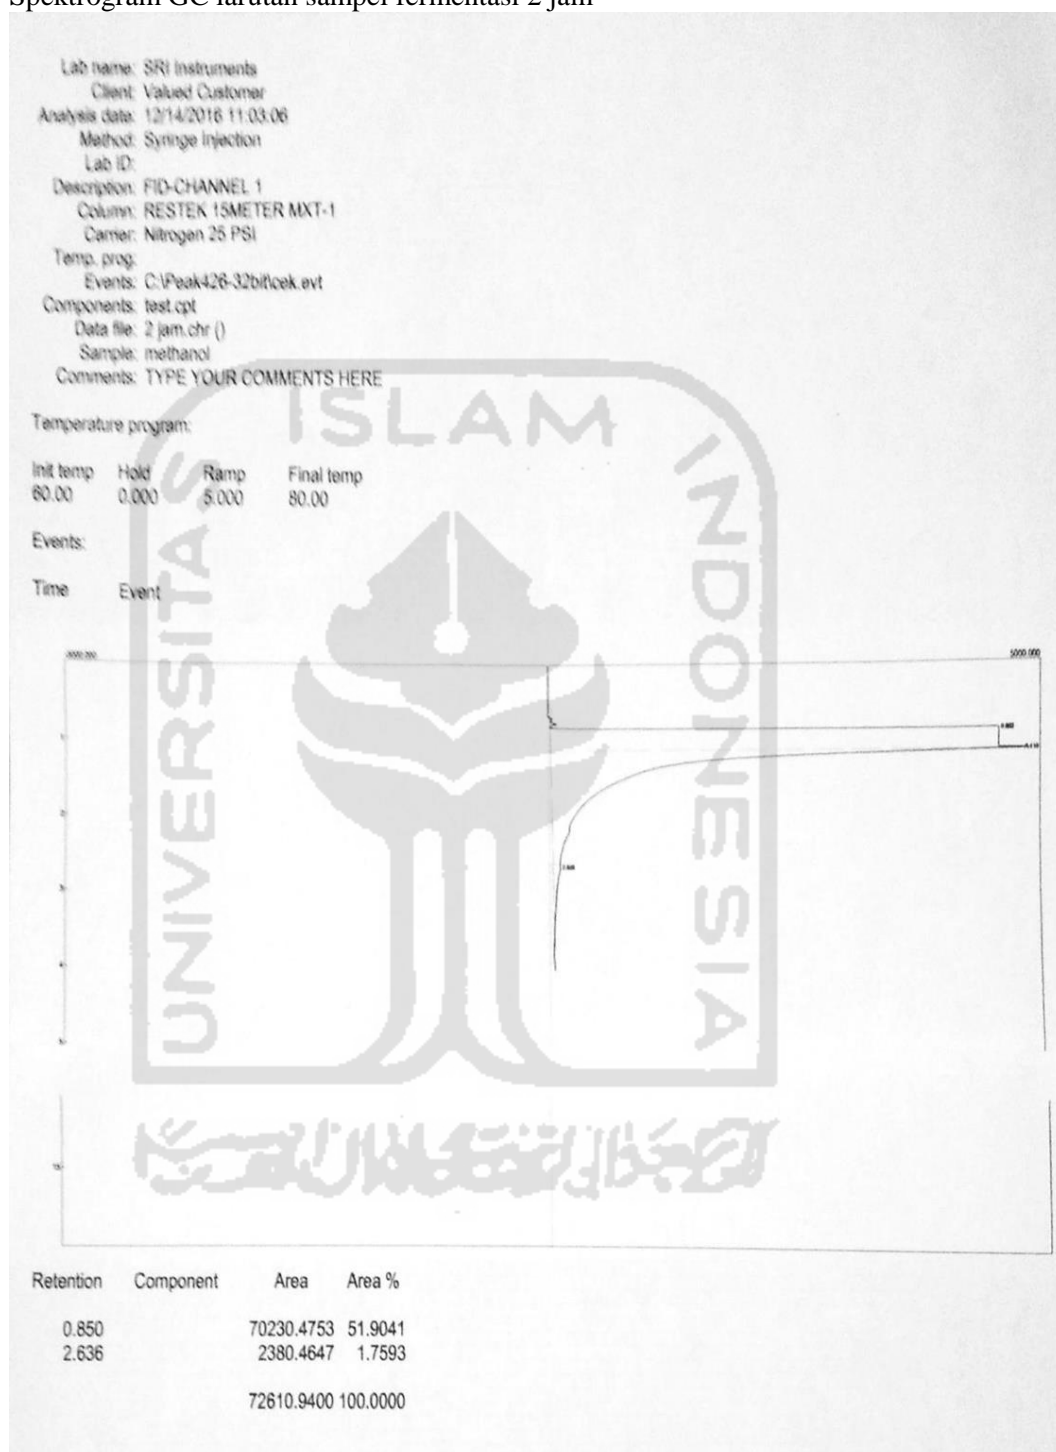 Spektrogram GC larutan sampel fermentasi 2 jam
Lab name: SRI Instruments
Client: Valued Customer
Analysis date: 12/14/2016 11:03:06
Method: Syringe Injection
Lab ID:
Description: FID-CHANNEL 1
Column: RESTEK 15METER MXT-1
Carrier: Nitrogen 25 PSI
Temp. prog:
Events: C:\Peak426-32bit\cek.evt
Components: test.cpt
Data file: 2 jam.chr ()
Sample: methanol
Comments: TYPE YOUR COMMENTS HERE
Temperature program:
Init temp Hold Ramp Final temp
60.00 0.000 5.000 80.00
Events:
Time Event
UNIVERSITAS ISLAM INDONESIA
5000.000
Retention Component Area Area %
0.850 70230.4753 51.9041
2.636 2380.4647 1.7593
72610.9400 100.0000